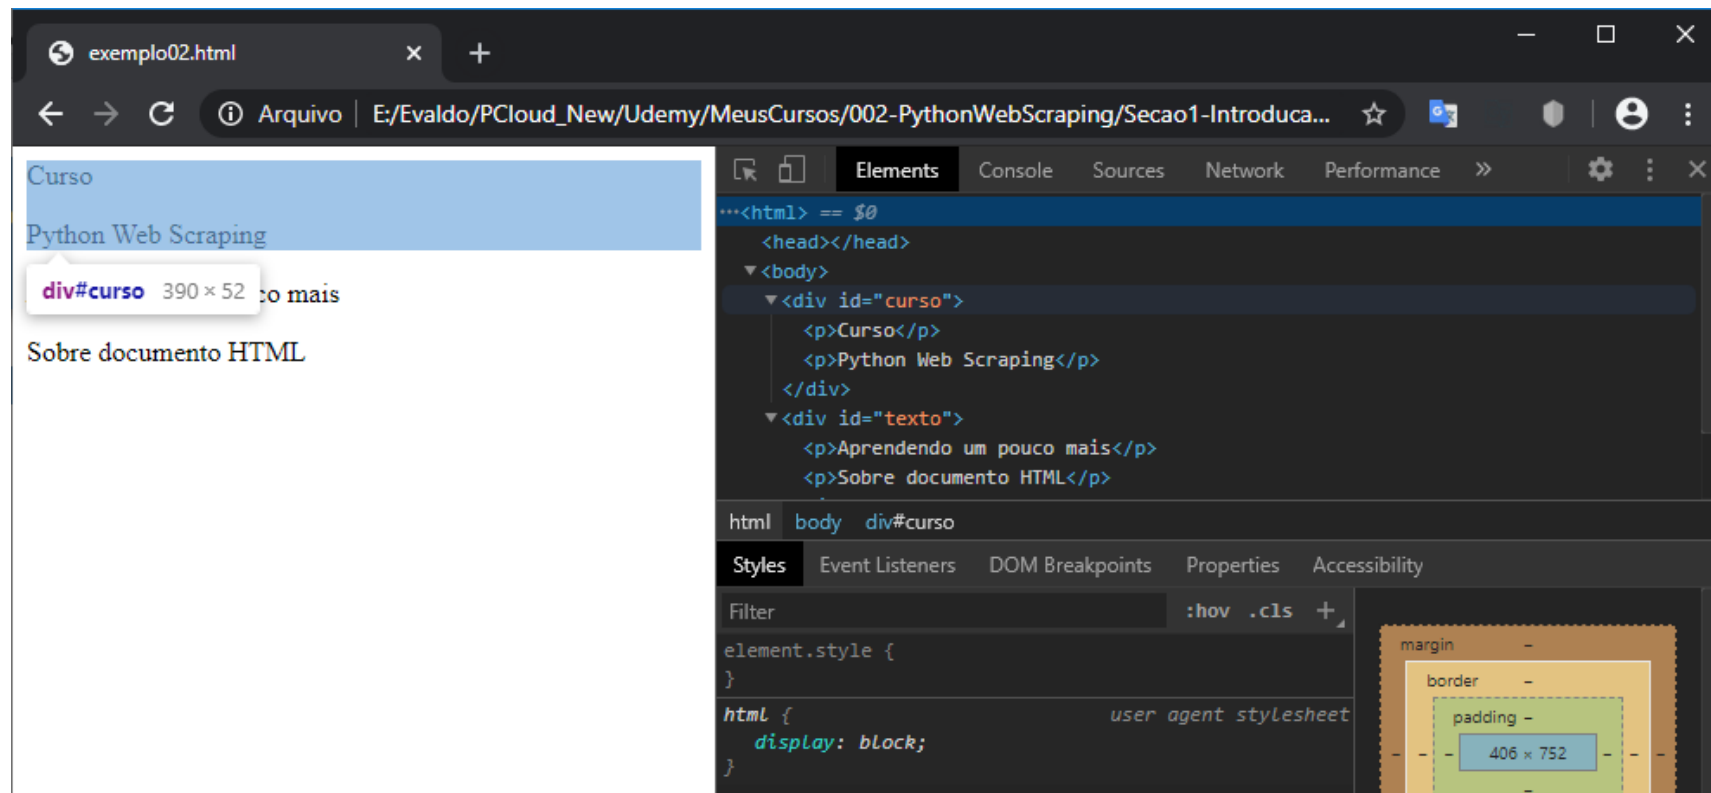 exemplo02.html
Arquivo E:/Evaldo/PCloud_New/Udemy/MeusCursos/002-PythonWebScraping/Secao1-Introduca...
Curso
Python Web Scraping
div#curso 390 × 52 co mais
Sobre documento HTML
Elements Console Sources Network Performance »
···<html> == $0
<head></head>
▼<body>
▼<div id="curso">
<p>Curso</p>
<p>Python Web Scraping</p>
</div>
▼<div id="texto">
<p>Aprendendo um pouco mais</p>
<p>Sobre documento HTML</p>
html body div#curso
Styles Event Listeners DOM Breakpoints Properties Accessibility
Filter :hov .cls +
element.style {
}
html { user agent stylesheet
display: block;
}
margin –
border –
padding –
– – – 406 × 752 – – –
–